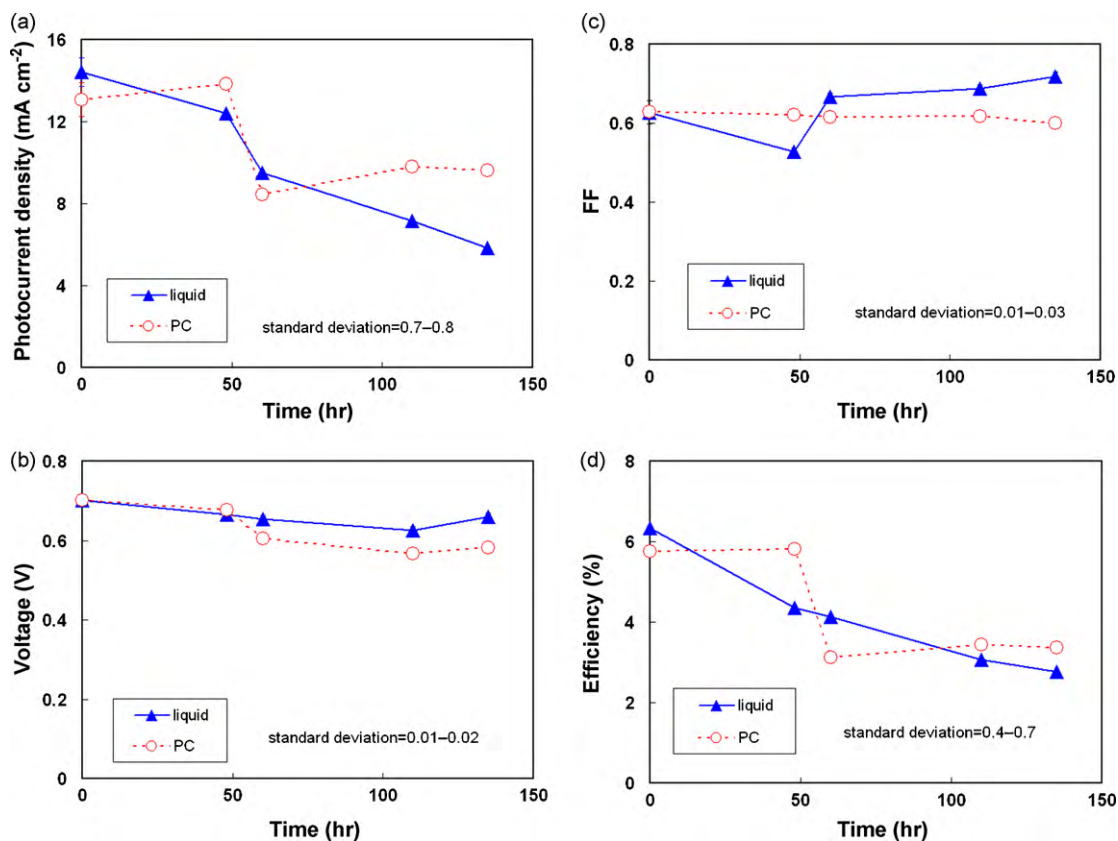 (a)
16
12
8
4
0
Photocurrent density (mA cm⁻²)
liquid
PC
standard deviation=0.7–0.8
0 50 100 150
Time (hr)
(c)
0.8
0.6
0.4
0.2
0
FF
liquid
PC
standard deviation=0.01–0.03
0 50 100 150
Time (hr)
(b)
0.8
0.6
0.4
0.2
0
Voltage (V)
liquid
PC
standard deviation=0.01–0.02
0 50 100 150
Time (hr)
(d)
8
6
4
2
0
Efficiency (%)
liquid
PC
standard deviation=0.4–0.7
0 50 100 150
Time (hr)